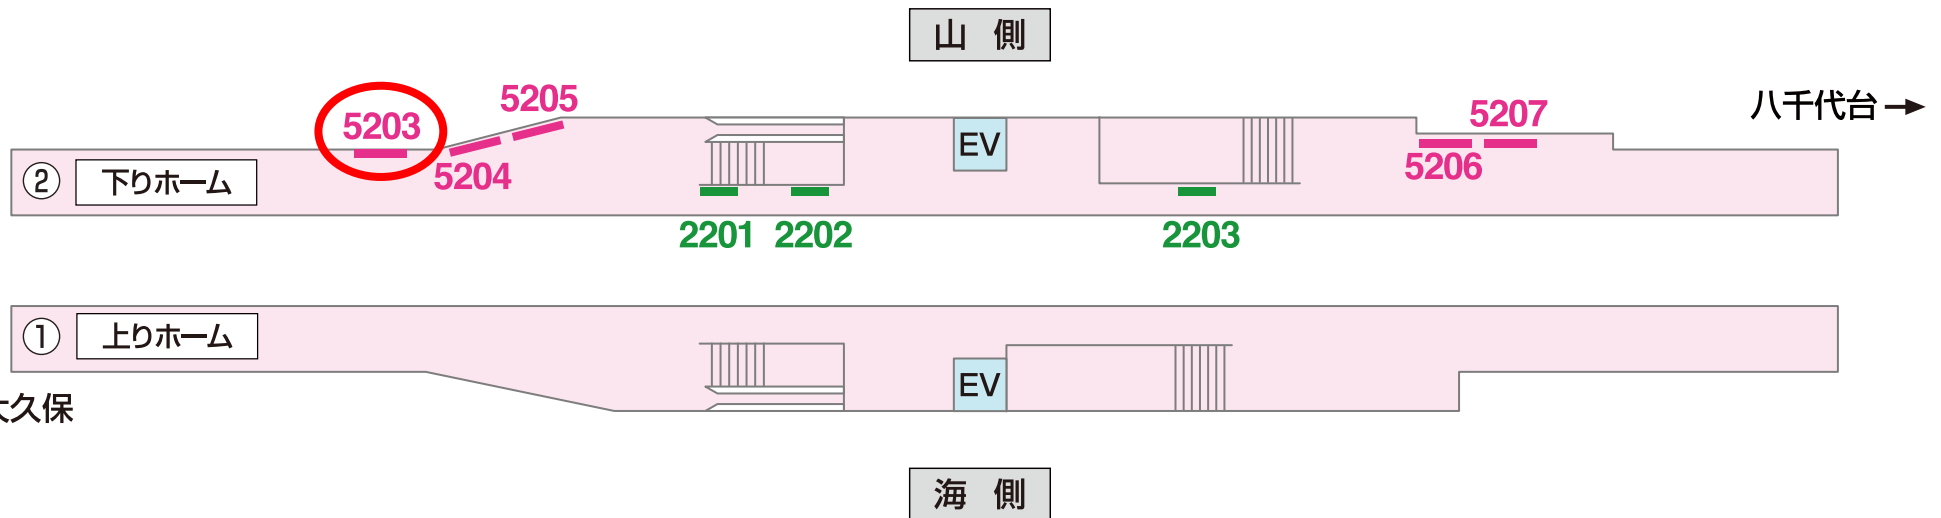 山 側
5205
八千代台
5207
5203
5204
5206
② 下りホーム
EV
2201
2202
2203
① 上りホーム
EV
久保
海 側